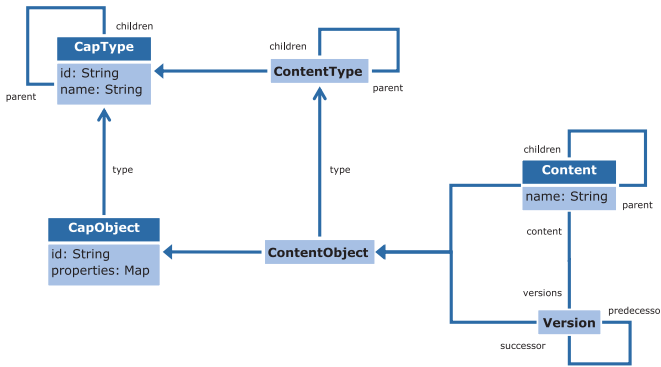 children
CapType
id: String
name: String
parent
children
ContentType
parent
type
type
children
Content
name: String
parent
content
CapObject
id: String
properties: Map
ContentObject
versions
Version
predecesso
successor